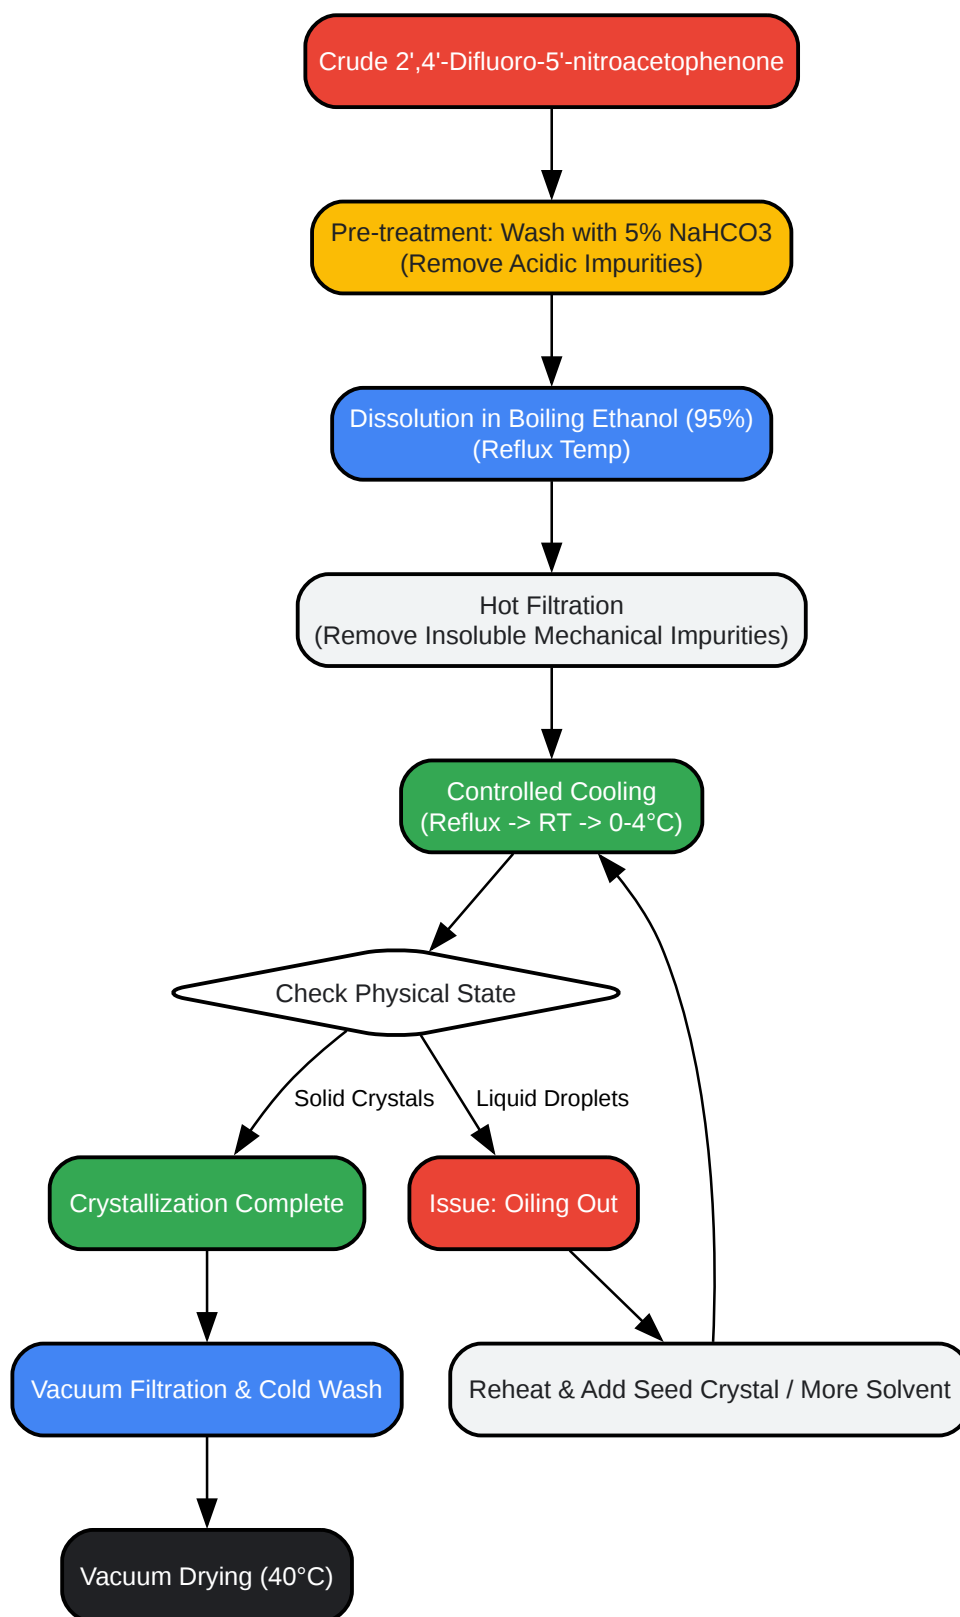 Crude 2',4'-Difluoro-5'-nitroacetophenone
Pre-treatment: Wash with 5% NaHCO3
(Remove Acidic Impurities)
Dissolution in Boiling Ethanol (95%)
(Reflux Temp)
Hot Filtration
(Remove Insoluble Mechanical Impurities)
Controlled Cooling
(Reflux -> RT -> 0-4°C)
Check Physical State
Solid Crystals
Liquid Droplets
Crystallization Complete
Issue: Oiling Out
Vacuum Filtration & Cold Wash
Reheat & Add Seed Crystal / More Solvent
Vacuum Drying (40°C)